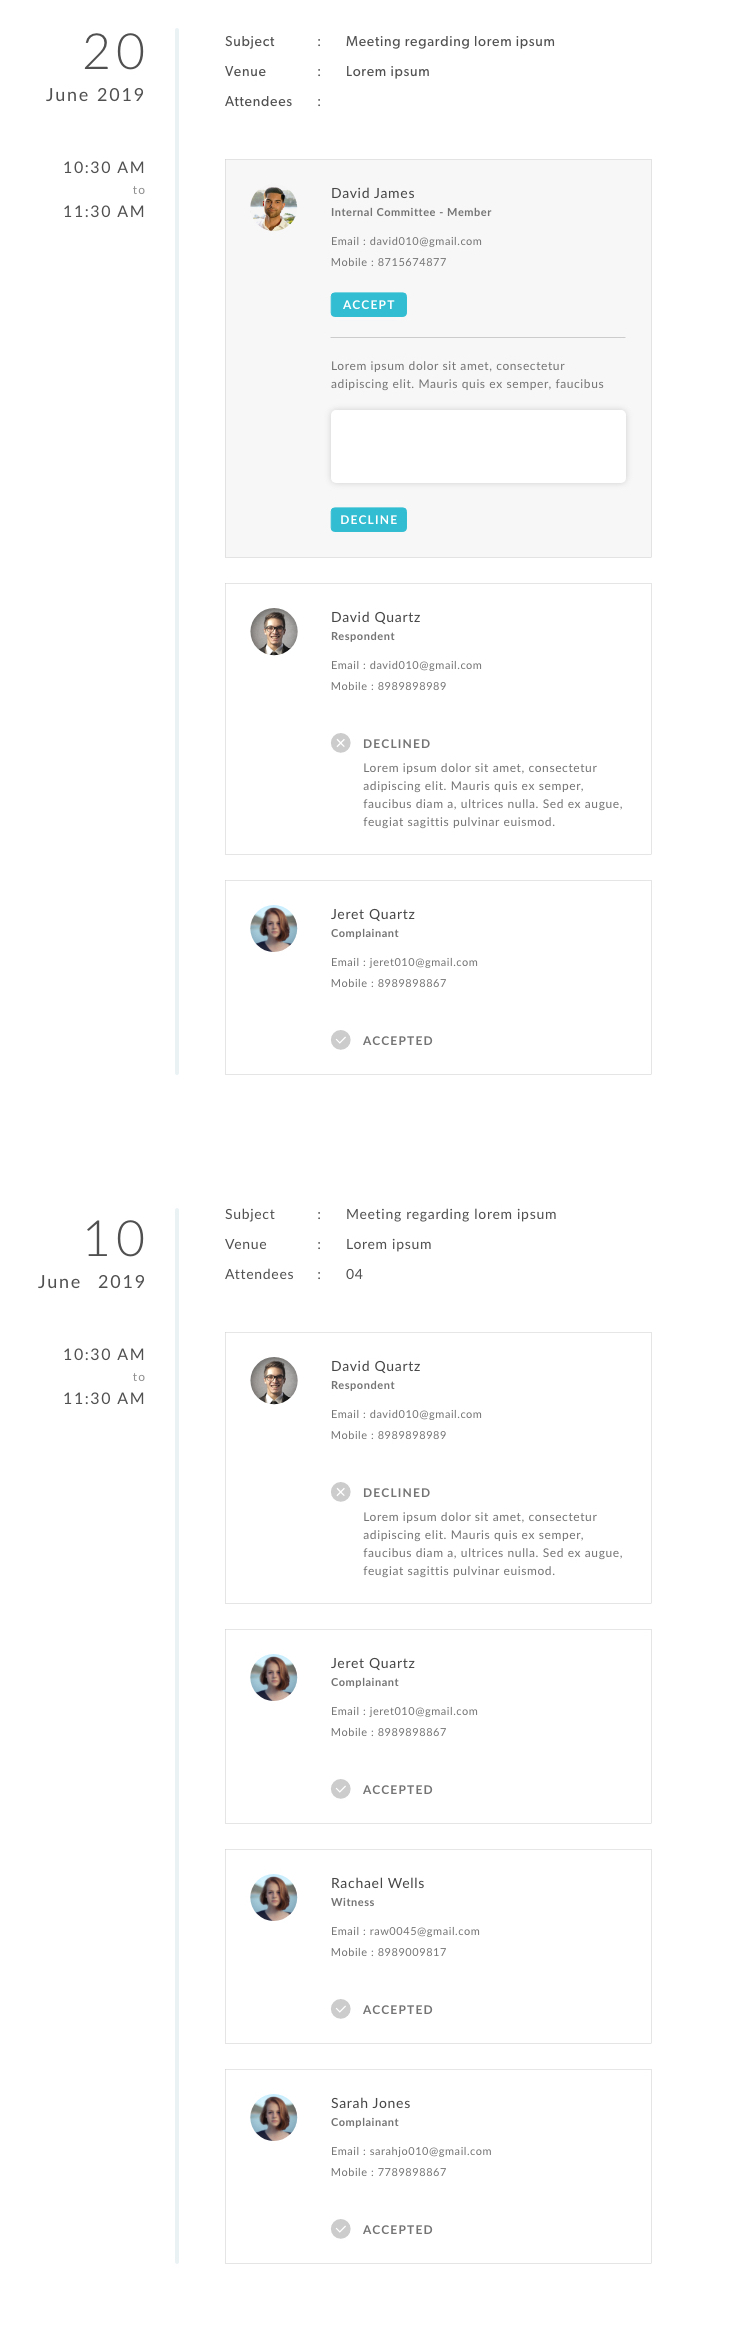 20
June 2019
10:30 AM
to
11:30 AM
Subject : Meeting regarding lorem ipsum
Venue : Lorem ipsum
Attendees :
David James
Internal Committee - Member
Email : david010@gmail.com
Mobile : 8715674877
ACCEPT
Lorem ipsum dolor sit amet, consectetur
adipiscing elit. Mauris quis ex semper, faucibus
DECLINE
David Quartz
Respondent
Email : david010@gmail.com
Mobile : 8989898989
DECLINED
Lorem ipsum dolor sit amet, consectetur
adipiscing elit. Mauris quis ex semper,
faucibus diam a, ultrices nulla. Sed ex augue,
feugiat sagittis pulvinar euismod.
Jeret Quartz
Complainant
Email : jeret010@gmail.com
Mobile : 8989898867
ACCEPTED
10
June 2019
10:30 AM
to
11:30 AM
Subject : Meeting regarding lorem ipsum
Venue : Lorem ipsum
Attendees : 04
David Quartz
Respondent
Email : david010@gmail.com
Mobile : 8989898989
DECLINED
Lorem ipsum dolor sit amet, consectetur
adipiscing elit. Mauris quis ex semper,
faucibus diam a, ultrices nulla. Sed ex augue,
feugiat sagittis pulvinar euismod.
Jeret Quartz
Complainant
Email : jeret010@gmail.com
Mobile : 8989898867
ACCEPTED
Rachael Wells
Witness
Email : raw0045@gmail.com
Mobile : 8989009817
ACCEPTED
Sarah Jones
Complainant
Email : sarahjo010@gmail.com
Mobile : 7789898867
ACCEPTED